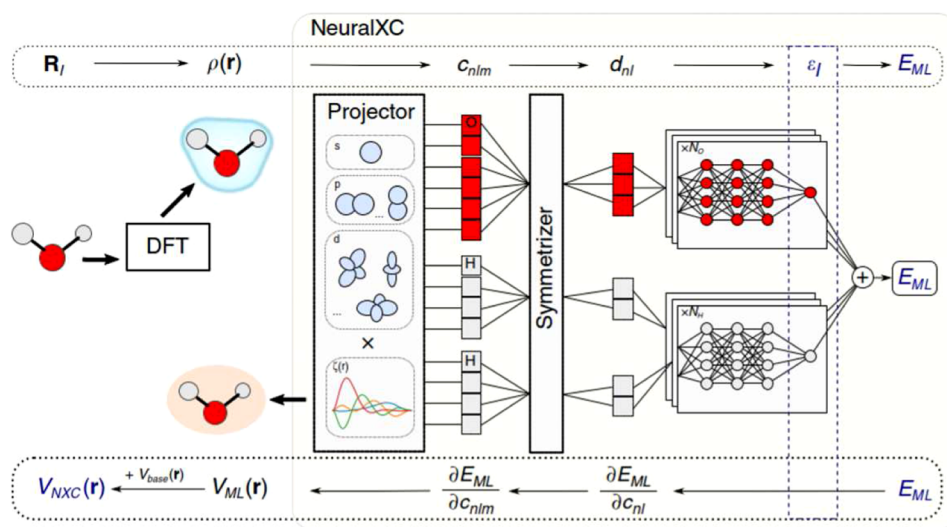 NeuralXC
R_I ρ(r) c_nlm d_nl ε_I E_ML
Projector
s
p
...
d
...
×
ζ(r)
DFT
O
H
H
Symmetrizer
×N_O
×N_H
+
E_ML
V_NXC(r) + V_base(r) V_ML(r) ∂E_ML/∂c_nlm ∂E_ML/∂c_nl E_ML